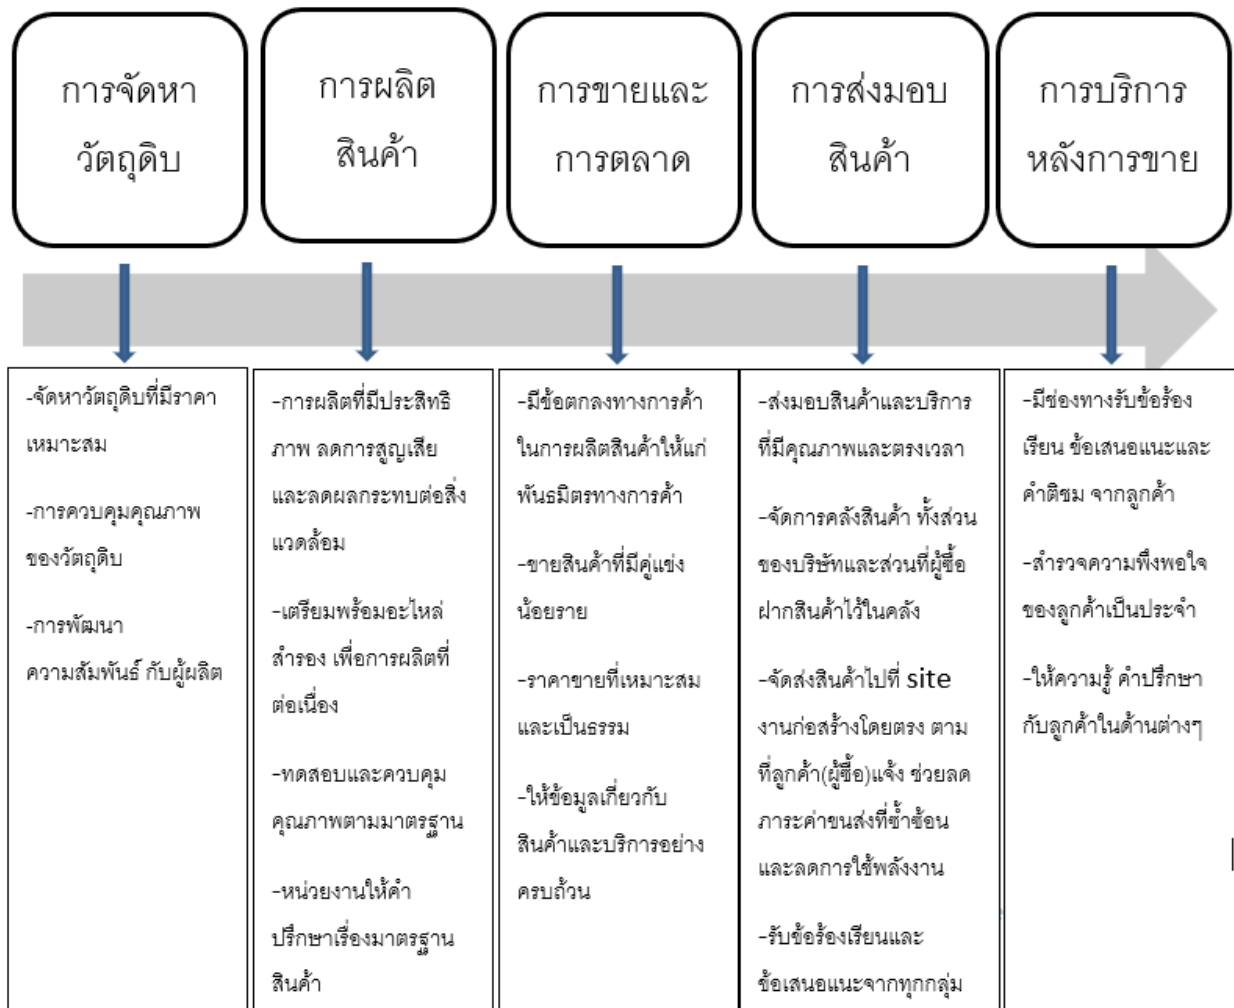 การจัดหา
วัตถุดิบ
การผลิต
สินค้า
การขายและ
การตลาด
การส่งมอบ
สินค้า
การบริการ
หลังการขาย
-จัดหาวัตถุดิบที่มีราคา
เหมาะสม
-การควบคุมคุณภาพ
ของวัตถุดิบ
-การพัฒนา
ความสัมพันธ์ กับผู้ผลิต
-การผลิตที่มีประสิทธิ
ภาพ ลดการสูญเสีย
และลดผลกระทบต่อสิ่ง
แวดล้อม
-เตรียมพร้อมอะไหล่
สำรอง เพื่อการผลิตที่
ต่อเนื่อง
-ทดสอบและควบคุม
คุณภาพตามมาตรฐาน
-หน่วยงานให้คำ
ปรึกษาเรื่องมาตรฐาน
สินค้า
-มีข้อตกลงทางการค้า
ในการผลิตสินค้าให้แก่
พันธมิตรทางการค้า
-ขายสินค้าที่มีคู่แข่ง
น้อยราย
-ราคาขายที่เหมาะสม
และเป็นธรรม
-ให้ข้อมูลเกี่ยวกับ
สินค้าและบริการอย่าง
ครบถ้วน
-ส่งมอบสินค้าและบริการ
ที่มีคุณภาพและตรงเวลา
-จัดการคลังสินค้า ทั้งส่วน
ของบริษัทและส่วนที่ผู้ซื้อ
ฝากสินค้าไว้ในคลัง
-จัดส่งสินค้าไปที่ site
งานก่อสร้างโดยตรง ตาม
ที่ลูกค้า(ผู้ซื้อ)แจ้ง ช่วยลด
ภาระค่าขนส่งที่ซ้ำซ้อน
และลดการใช้พลังงาน
-รับข้อร้องเรียนและ
ข้อเสนอแนะจากทุกกลุ่ม
-มีช่องทางรับข้อร้อง
เรียน ข้อเสนอแนะและ
คำติชม จากลูกค้า
-สำรวจความพึงพอใจ
ของลูกค้าเป็นประจำ
-ให้ความรู้ คำปรึกษา
กับลูกค้าในด้านต่างๆ